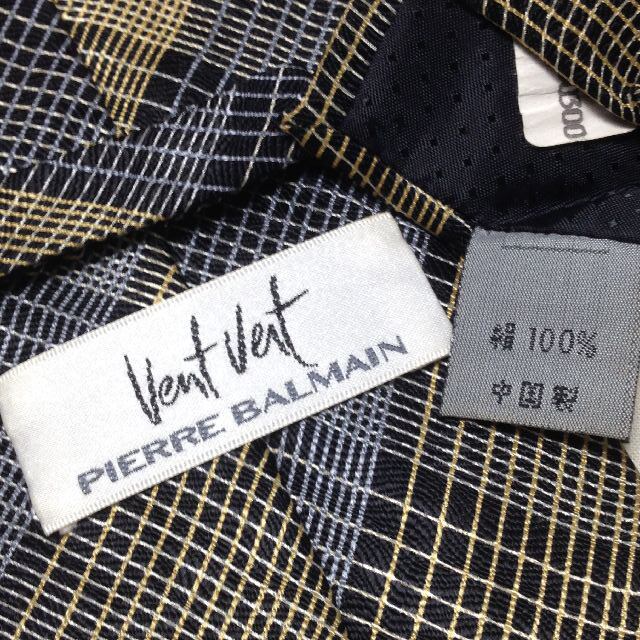 Vent Vert
PIERRE BALMAIN
絹 100%
中国製